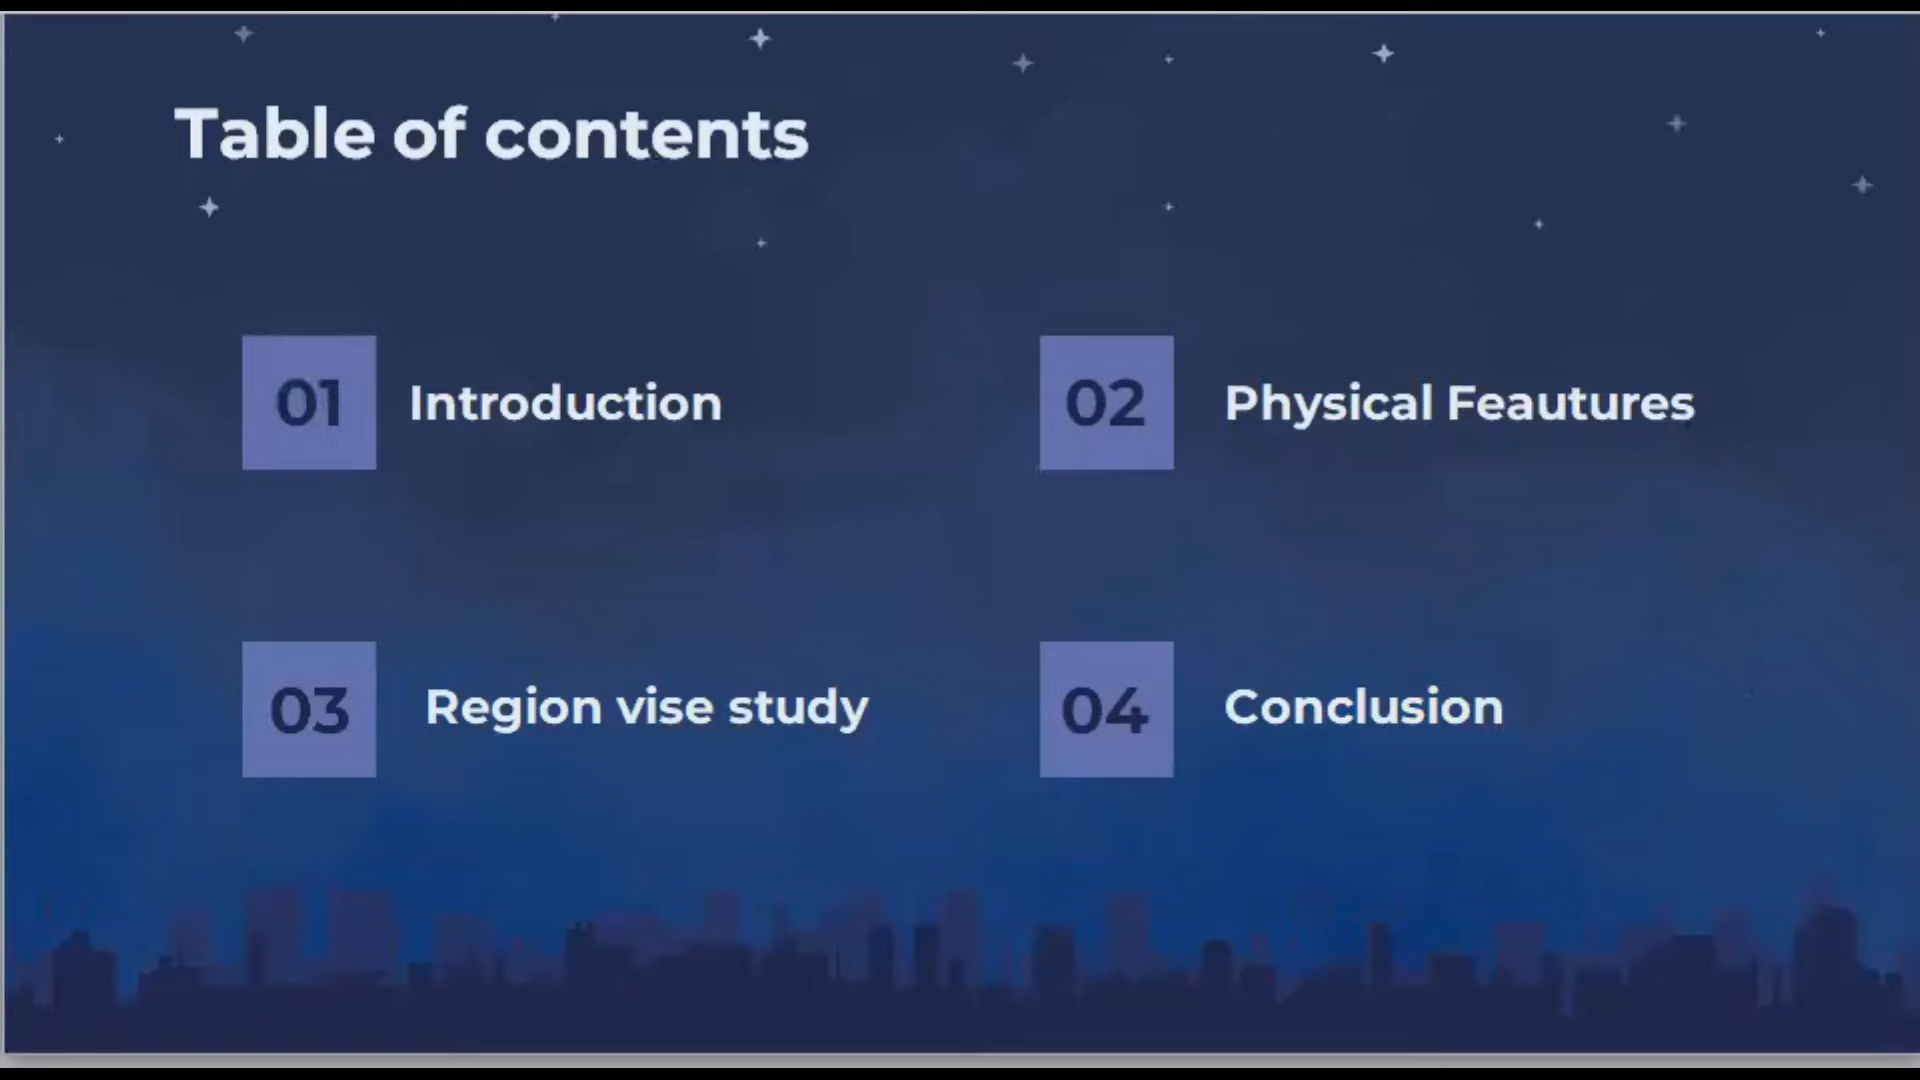 Table of contents
01 Introduction
02 Physical Feautures
03 Region vise study
04 Conclusion